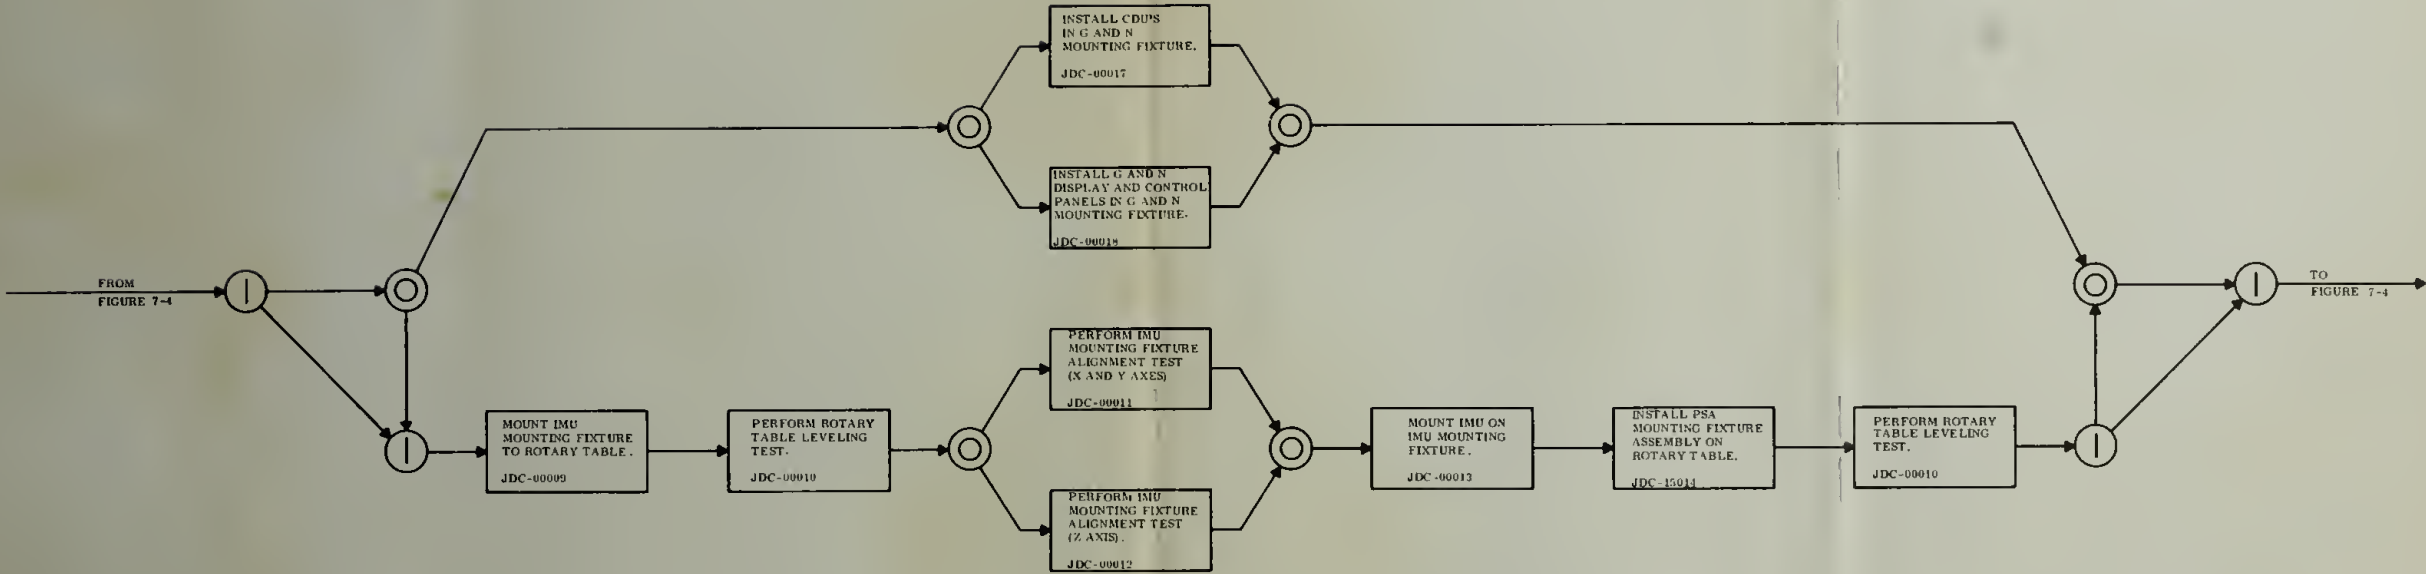 INSTALL CDU'S
IN G AND N
MOUNTING FIXTURE.
JDC-00017
INSTALL G AND N
DISPLAY AND CONTROL
PANELS IN G AND N
MOUNTING FIXTURE.
JDC-00018
FROM
FIGURE 7-4
TO
FIGURE 7-4
MOUNT IMU
MOUNTING FIXTURE
TO ROTARY TABLE.
JDC-00009
PERFORM ROTARY
TABLE LEVELING
TEST.
JDC-00010
PERFORM IMU
MOUNTING FIXTURE
ALIGNMENT TEST
(X AND Y AXES)
JDC-00011
PERFORM IMU
MOUNTING FIXTURE
ALIGNMENT TEST
(Z AXIS).
JDC-00012
MOUNT IMU ON
IMU MOUNTING
FIXTURE.
JDC-00013
INSTALL PSA
MOUNTING FIXTURE
ASSEMBLY ON
ROTARY TABLE.
JDC-15014
PERFORM ROTARY
TABLE LEVELING
TEST.
JDC-00010